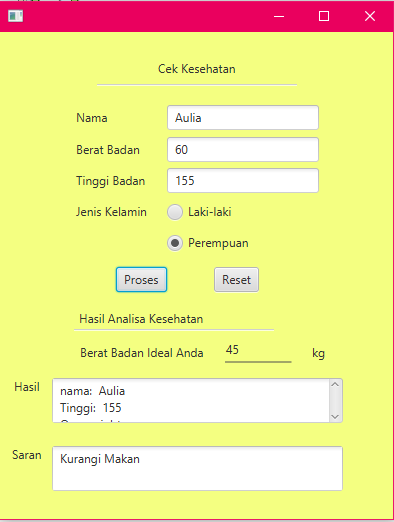 Cek Kesehatan
Nama Aulia
Berat Badan 60
Tinggi Badan 155
Jenis Kelamin Laki-laki
Perempuan
Proses Reset
Hasil Analisa Kesehatan
Berat Badan Ideal Anda 45 kg
Hasil nama: Aulia
Tinggi: 155
Saran Kurangi Makan